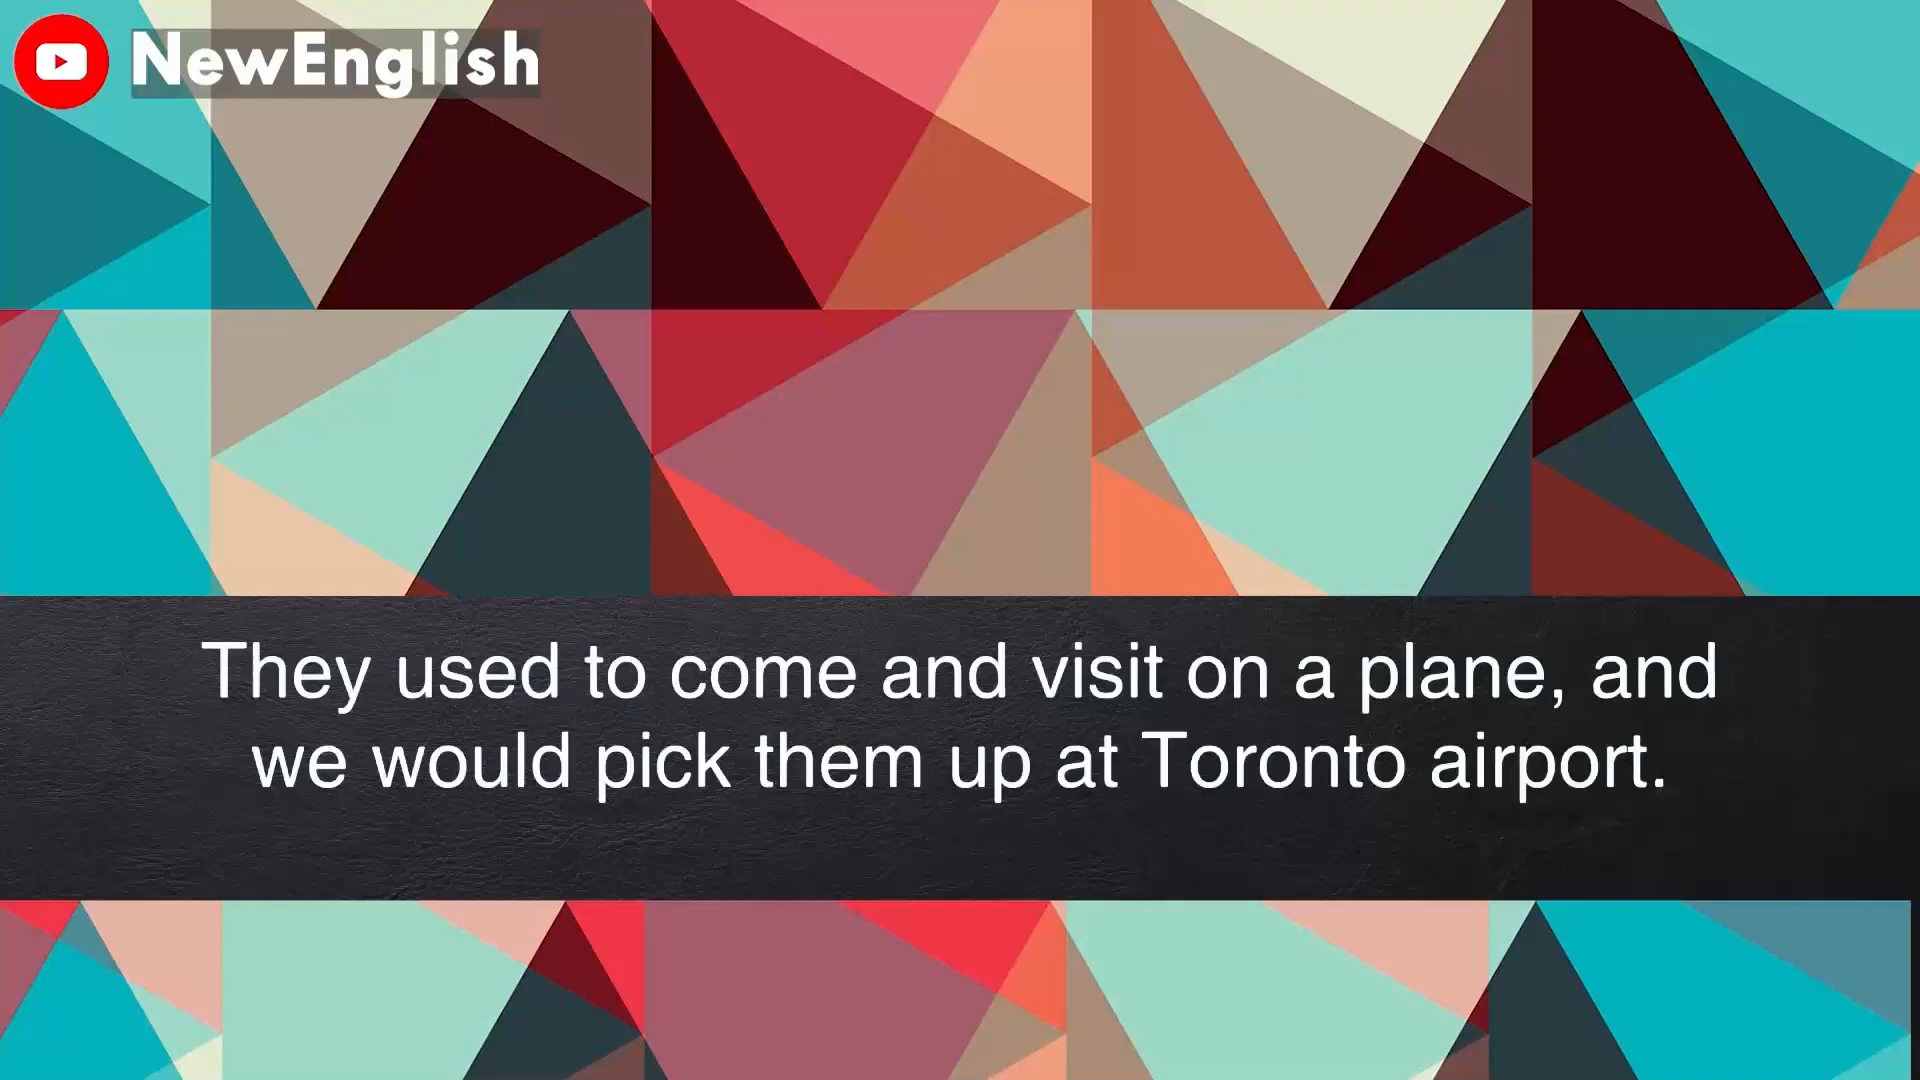 NewEnglish
They used to come and visit on a plane, and
we would pick them up at Toronto airport.